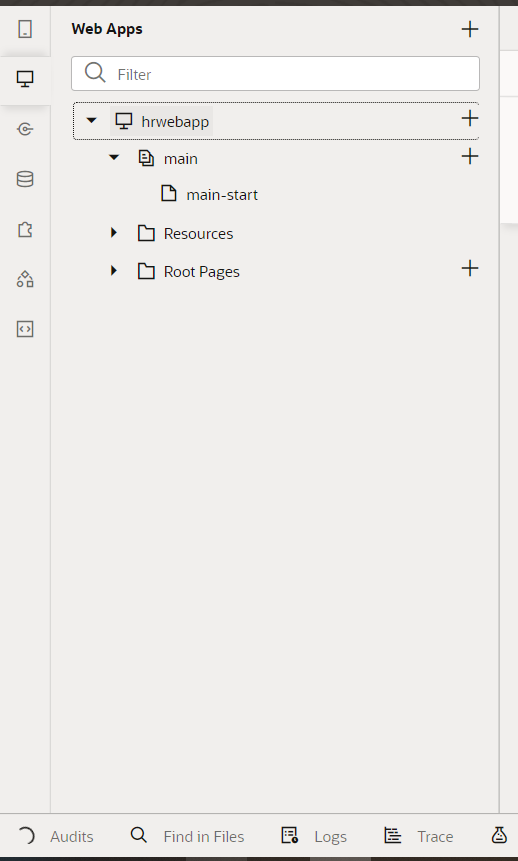 Web Apps
Filter
hrwebapp
main
main-start
Resources
Root Pages
Audits Find in Files Logs Trace